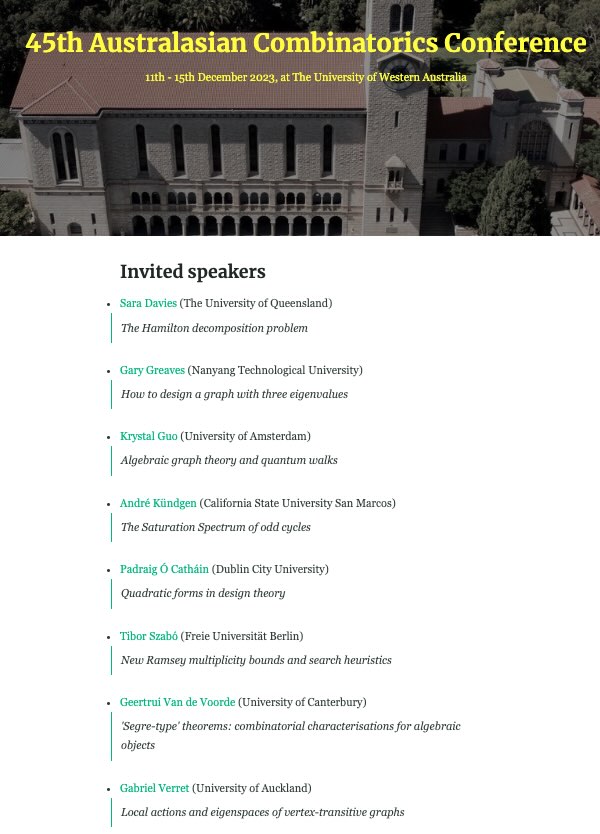 45th Australasian Combinatorics Conference
11th - 15th December 2023, at The University of Western Australia
Invited speakers
Sara Davies (The University of Queensland)
The Hamilton decomposition problem
Gary Greaves (Nanyang Technological University)
How to design a graph with three eigenvalues
Krystal Guo (University of Amsterdam)
Algebraic graph theory and quantum walks
André Kündgen (California State University San Marcos)
The Saturation Spectrum of odd cycles
Padraig Ó Catháin (Dublin City University)
Quadratic forms in design theory
Tibor Szabó (Freie Universität Berlin)
New Ramsey multiplicity bounds and search heuristics
Geertrui Van de Voorde (University of Canterbury)
'Segre-type' theorems: combinatorial characterisations for algebraic
objects
Gabriel Verret (University of Auckland)
Local actions and eigenspaces of vertex-transitive graphs